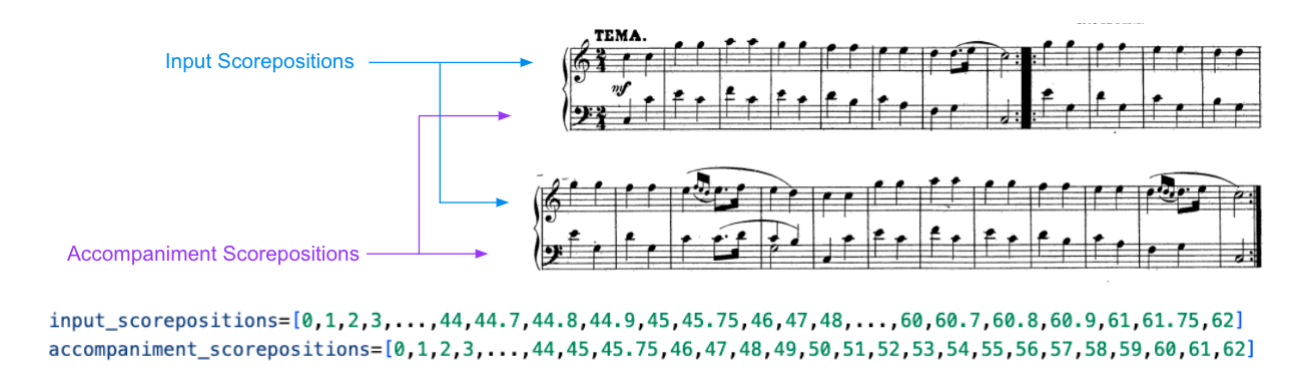 TEMA.
Input Scorepositions
mf
Accompaniment Scorepositions
input_scorepositions=[0,1,2,3,...,44,44.7,44.8,44.9,45,45.75,46,47,48,...,60,60.7,60.8,60.9,61,61.75,62]
accompaniment_scorepositions=[0,1,2,3,...,44,45,45.75,46,47,48,49,50,51,52,53,54,55,56,57,58,59,60,61,62]